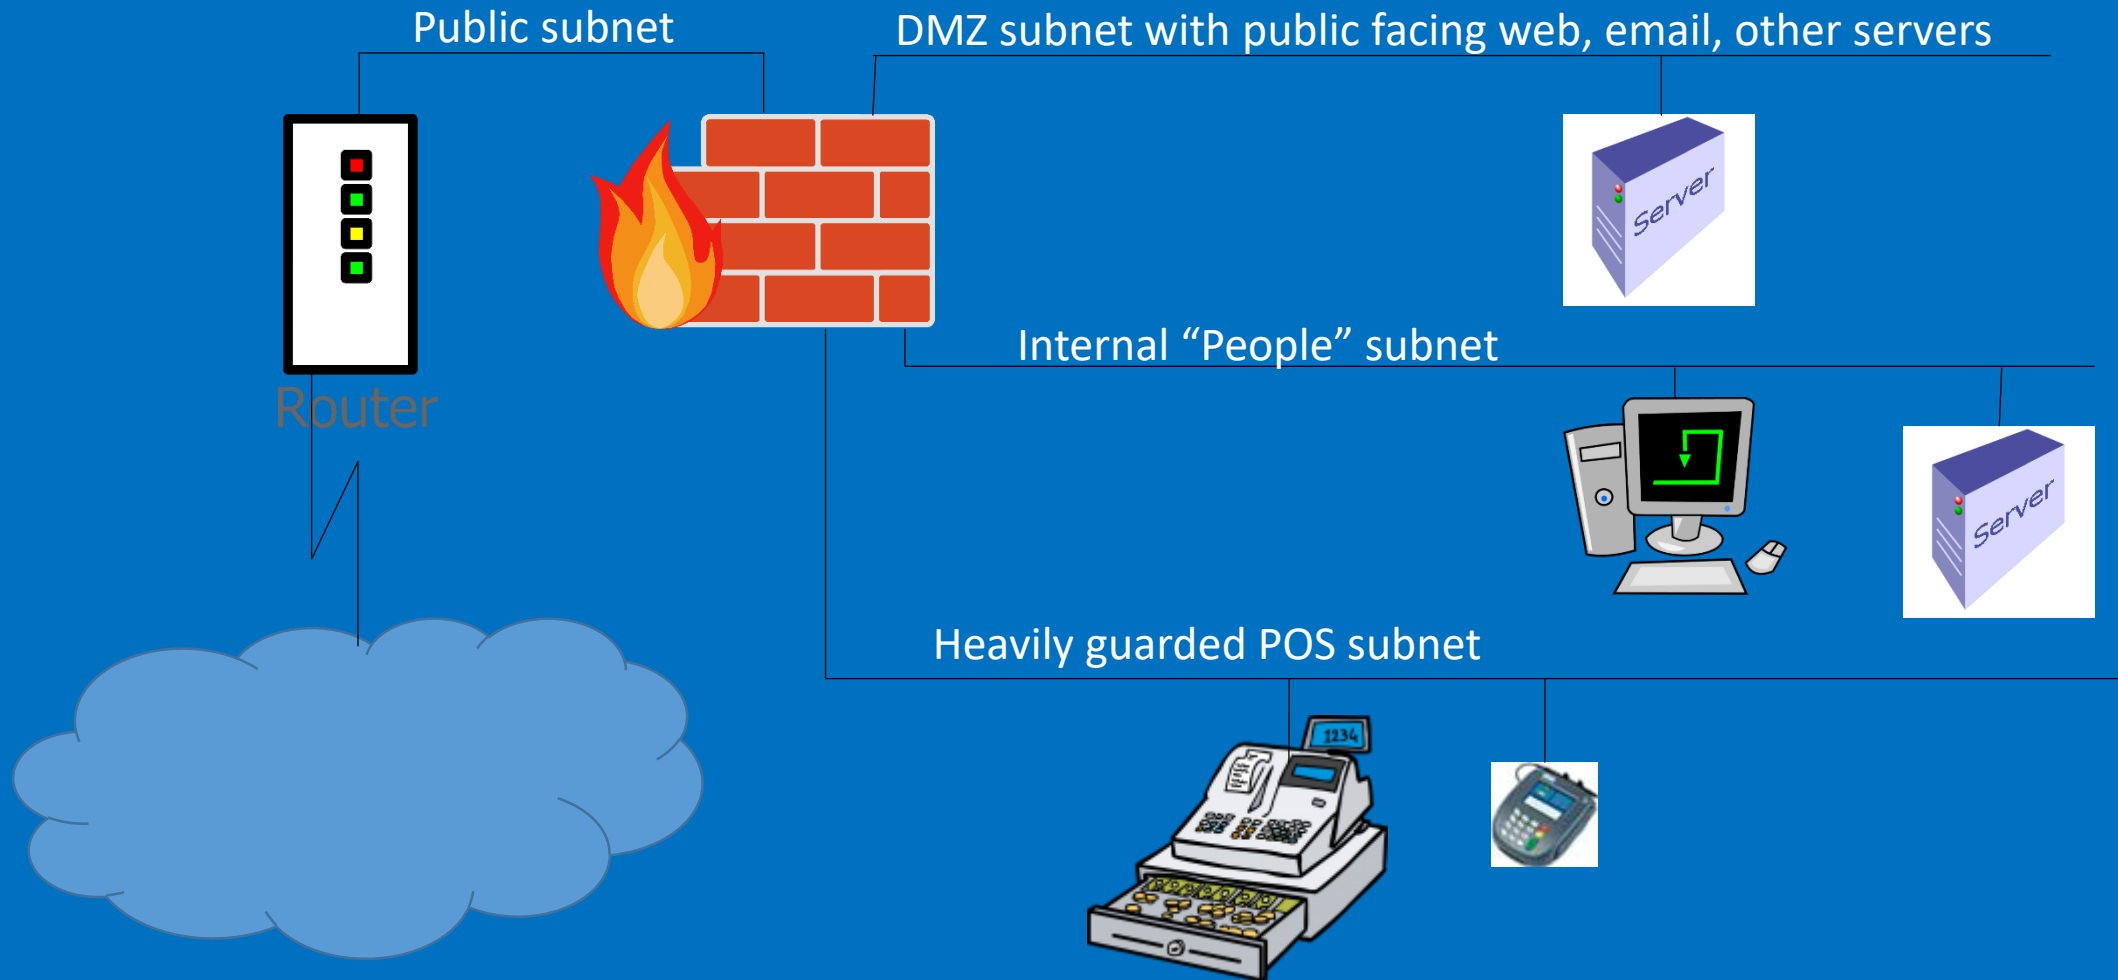 Public subnet
DMZ subnet with public facing web, email, other servers
Server
Internal “People” subnet
Router
Server
Heavily guarded POS subnet
1234